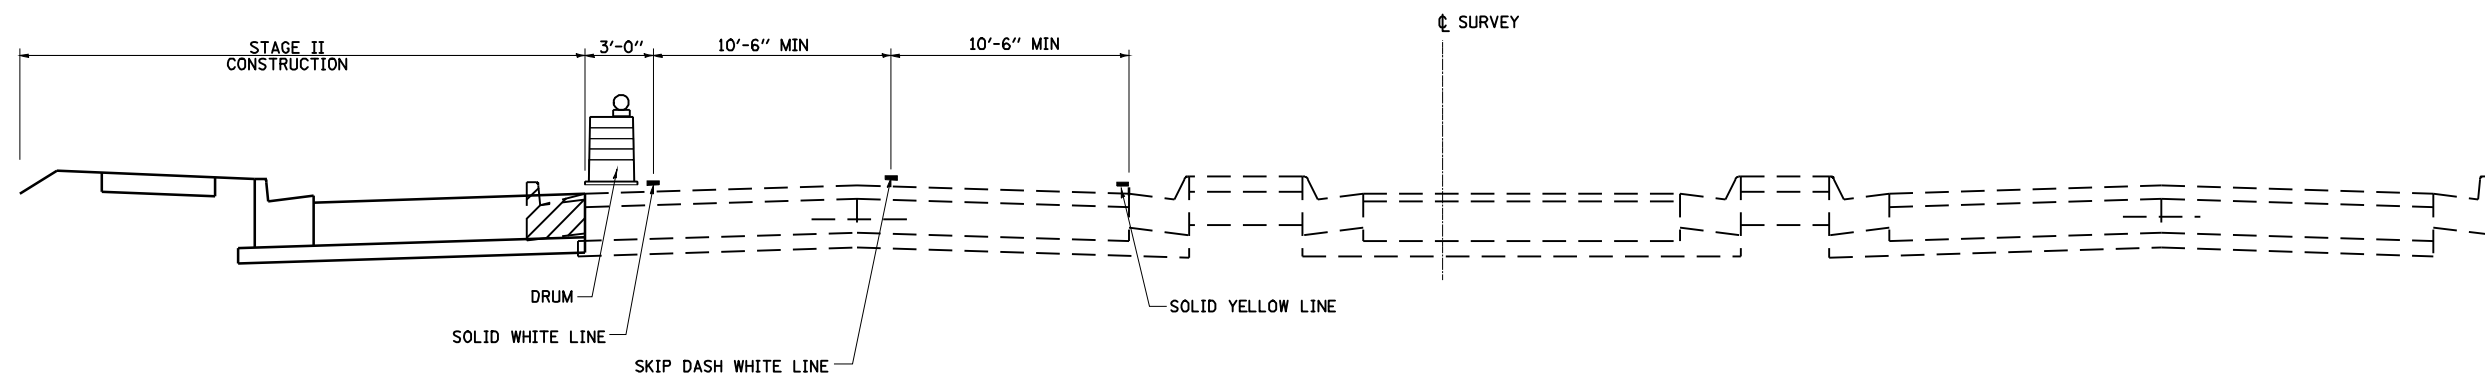 ℄ SURVEY
STAGE II
CONSTRUCTION
3'-0"
10'-6" MIN
10'-6" MIN
DRUM
SOLID WHITE LINE
SKIP DASH WHITE LINE
SOLID YELLOW LINE